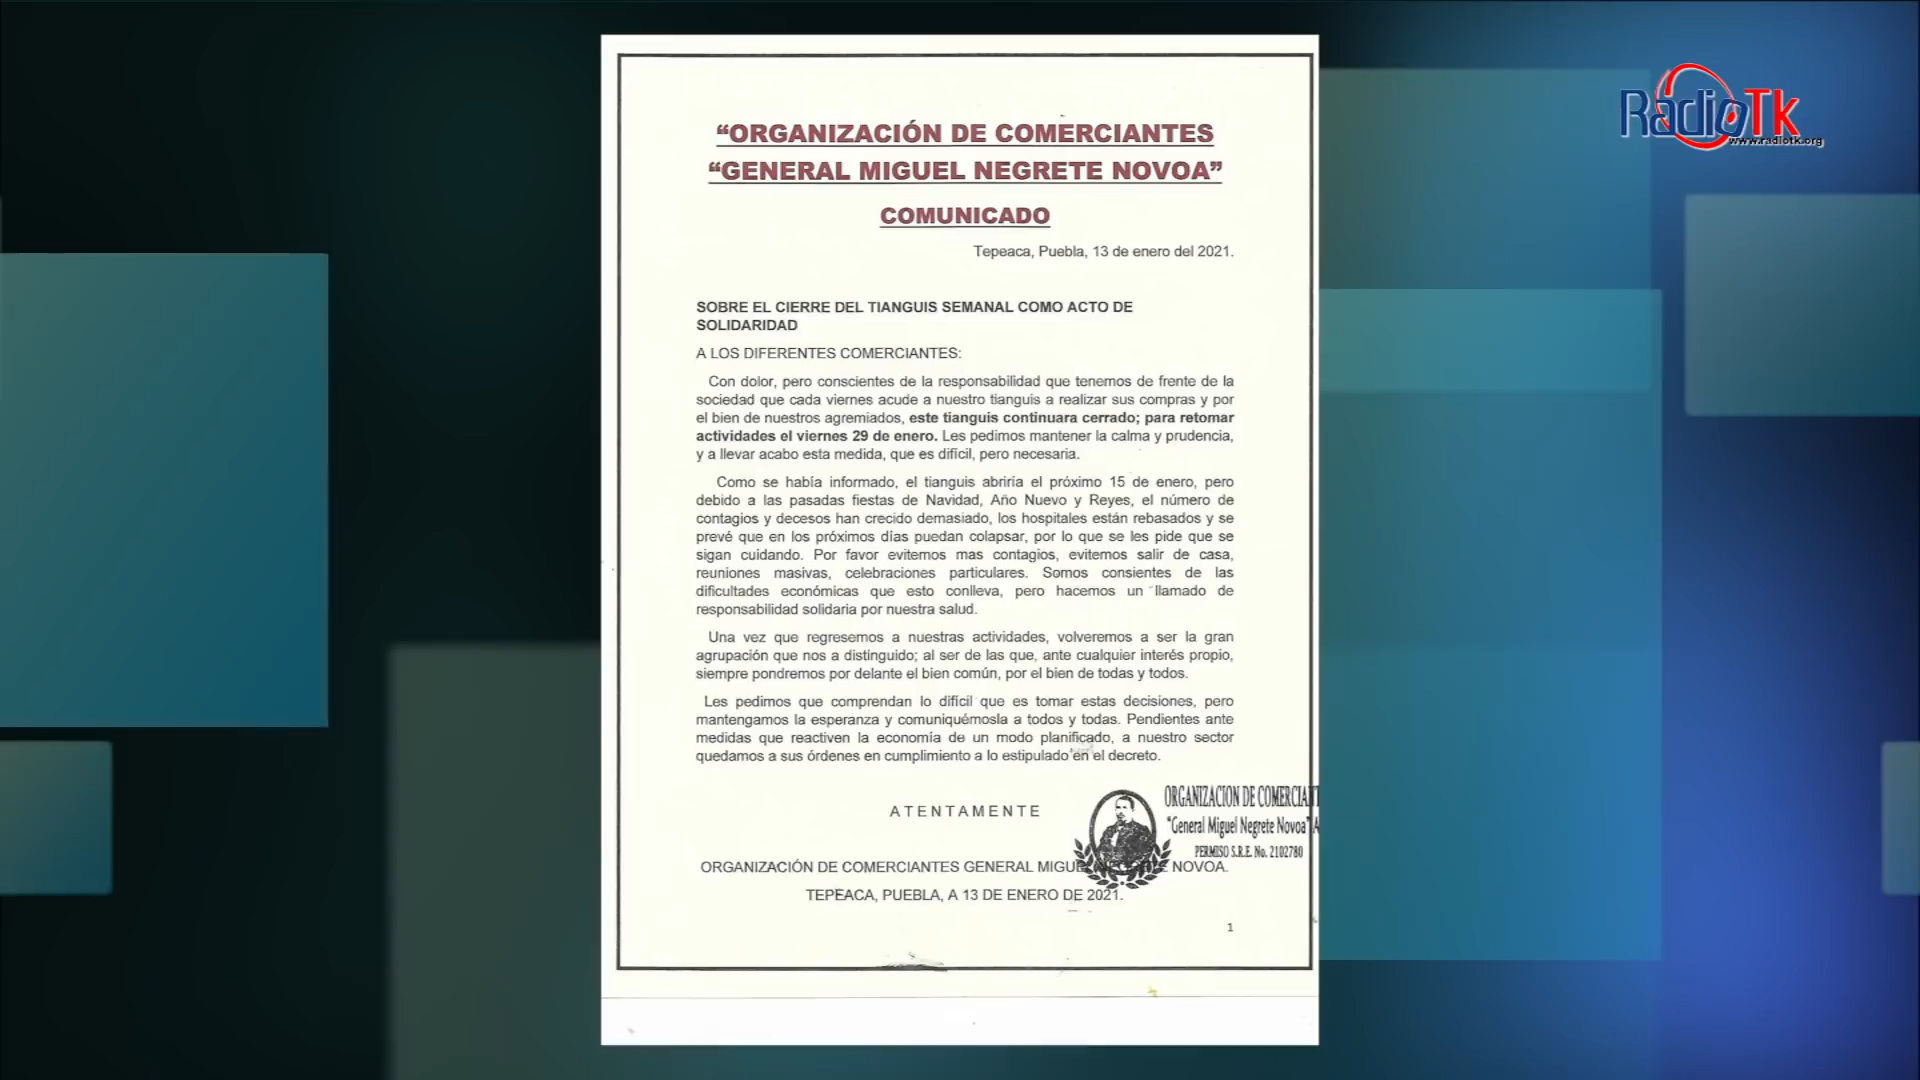 RadioTk
www.radiotk.org
“ORGANIZACIÓN DE COMERCIANTES
“GENERAL MIGUEL NEGRETE NOVOA”
COMUNICADO
Tepeaca, Puebla, 13 de enero del 2021.
SOBRE EL CIERRE DEL TIANGUIS SEMANAL COMO ACTO DE
SOLIDARIDAD
A LOS DIFERENTES COMERCIANTES:
Con dolor, pero conscientes de la responsabilidad que tenemos de frente de la
sociedad que cada viernes acude a nuestro tianguis a realizar sus compras y por
el bien de nuestros agremiados, este tianguis continuara cerrado; para retomar
actividades el viernes 29 de enero. Les pedimos mantener la calma y prudencia,
y a llevar acabo esta medida, que es difícil, pero necesaria.
Como se había informado, el tianguis abriría el próximo 15 de enero, pero
debido a las pasadas fiestas de Navidad, Año Nuevo y Reyes, el número de
contagios y decesos han crecido demasiado, los hospitales están rebasados y se
prevé que en los próximos días puedan colapsar, por lo que se les pide que se
sigan cuidando. Por favor evitemos mas contagios, evitemos salir de casa,
reuniones masivas, celebraciones particulares. Somos consientes de las
dificultades económicas que esto conlleva, pero hacemos un llamado de
responsabilidad solidaria por nuestra salud.
Una vez que regresemos a nuestras actividades, volveremos a ser la gran
agrupación que nos a distinguido; al ser de las que, ante cualquier interés propio,
siempre pondremos por delante el bien común, por el bien de todas y todos.
Les pedimos que comprendan lo difícil que es tomar estas decisiones, pero
mantengamos la esperanza y comuniquémosla a todos y todas. Pendientes ante
medidas que reactiven la economía de un modo planificado, a nuestro sector
quedamos a sus órdenes en cumplimiento a lo estipulado en el decreto.
ATENTAMENTE
ORGANIZACION DE COMERCIANT
“General Miguel Negrete Novoa” A
PERMISO S.R.E. No. 2102780
ORGANIZACIÓN DE COMERCIANTES GENERAL MIGUEL NEGRETE NOVOA.
TEPEACA, PUEBLA, A 13 DE ENERO DE 2021.
1